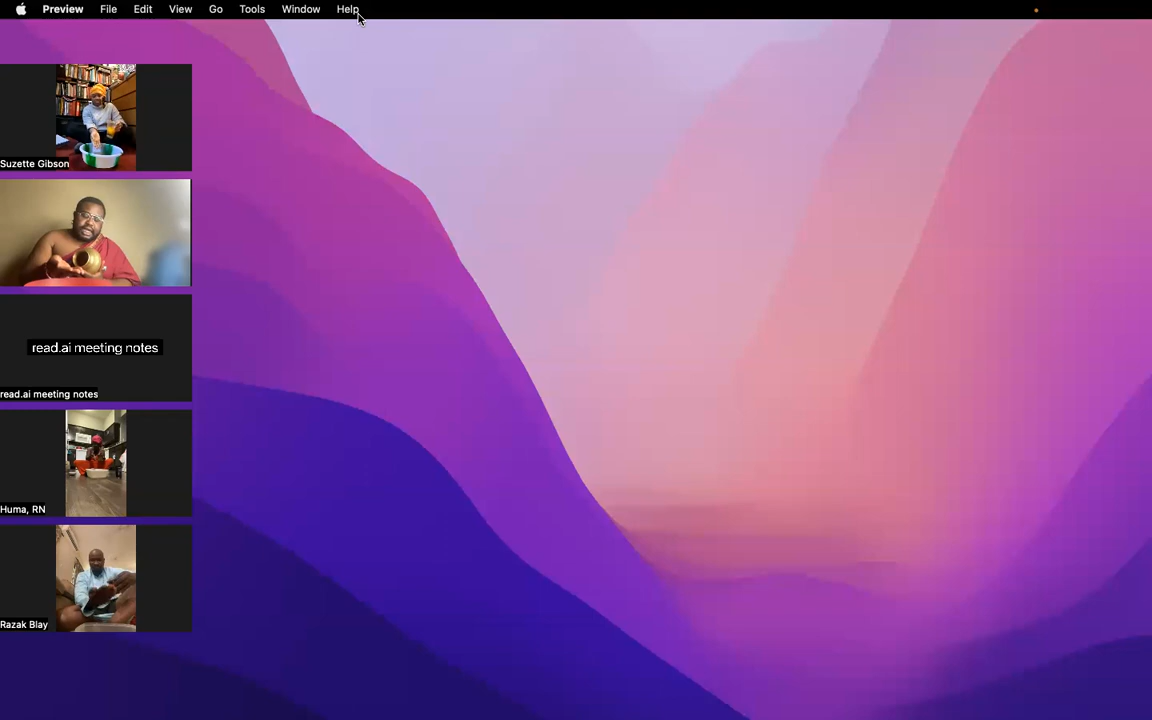 Preview File Edit View Go Tools Window Help
Suzette Gibson
read.ai meeting notes
read.ai meeting notes
Huma, RN
Razak Blay